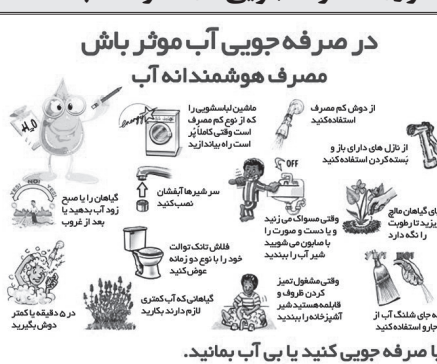 در صرفه جویی آب موثر باش
مصرف هوشمندانه آب
از دوش کم مصرف
استفاده کنید
ماشین لباسشویی را
که از نوع کم مصرف
است وقتی کاملاً پُر
است راه بیاندازید
H₂O
از نازل های دارای باز و
بسته کردن استفاده کنید
OFF
سر شیرها آبفشان
نصب کنید
گیاهان را یا صبح
زود آب بدهید یا
بعد از غروب
پای گیاهان مالچ
بریزید تا رطوبت
را نگه دارد
وقتی مسواک می زنید
و یا دست و صورت را
با صابون می شویید
شیر آب را ببندید
فلاش تانک توالت
خود را با نوع دو زمانه
عوض کنید
به جای شلنگ آب از
جارو استفاده کنید
وقتی مشغول تمیز
کردن ظروف و
قابلمه هستید شیر
آشپزخانه را ببندید
گیاهانی که آب کمتری
لازم دارند بکارید
در ۵ دقیقه یا کمتر
دوش بگیرید
یا صرفه جویی کنید یا بی آب بمانید.